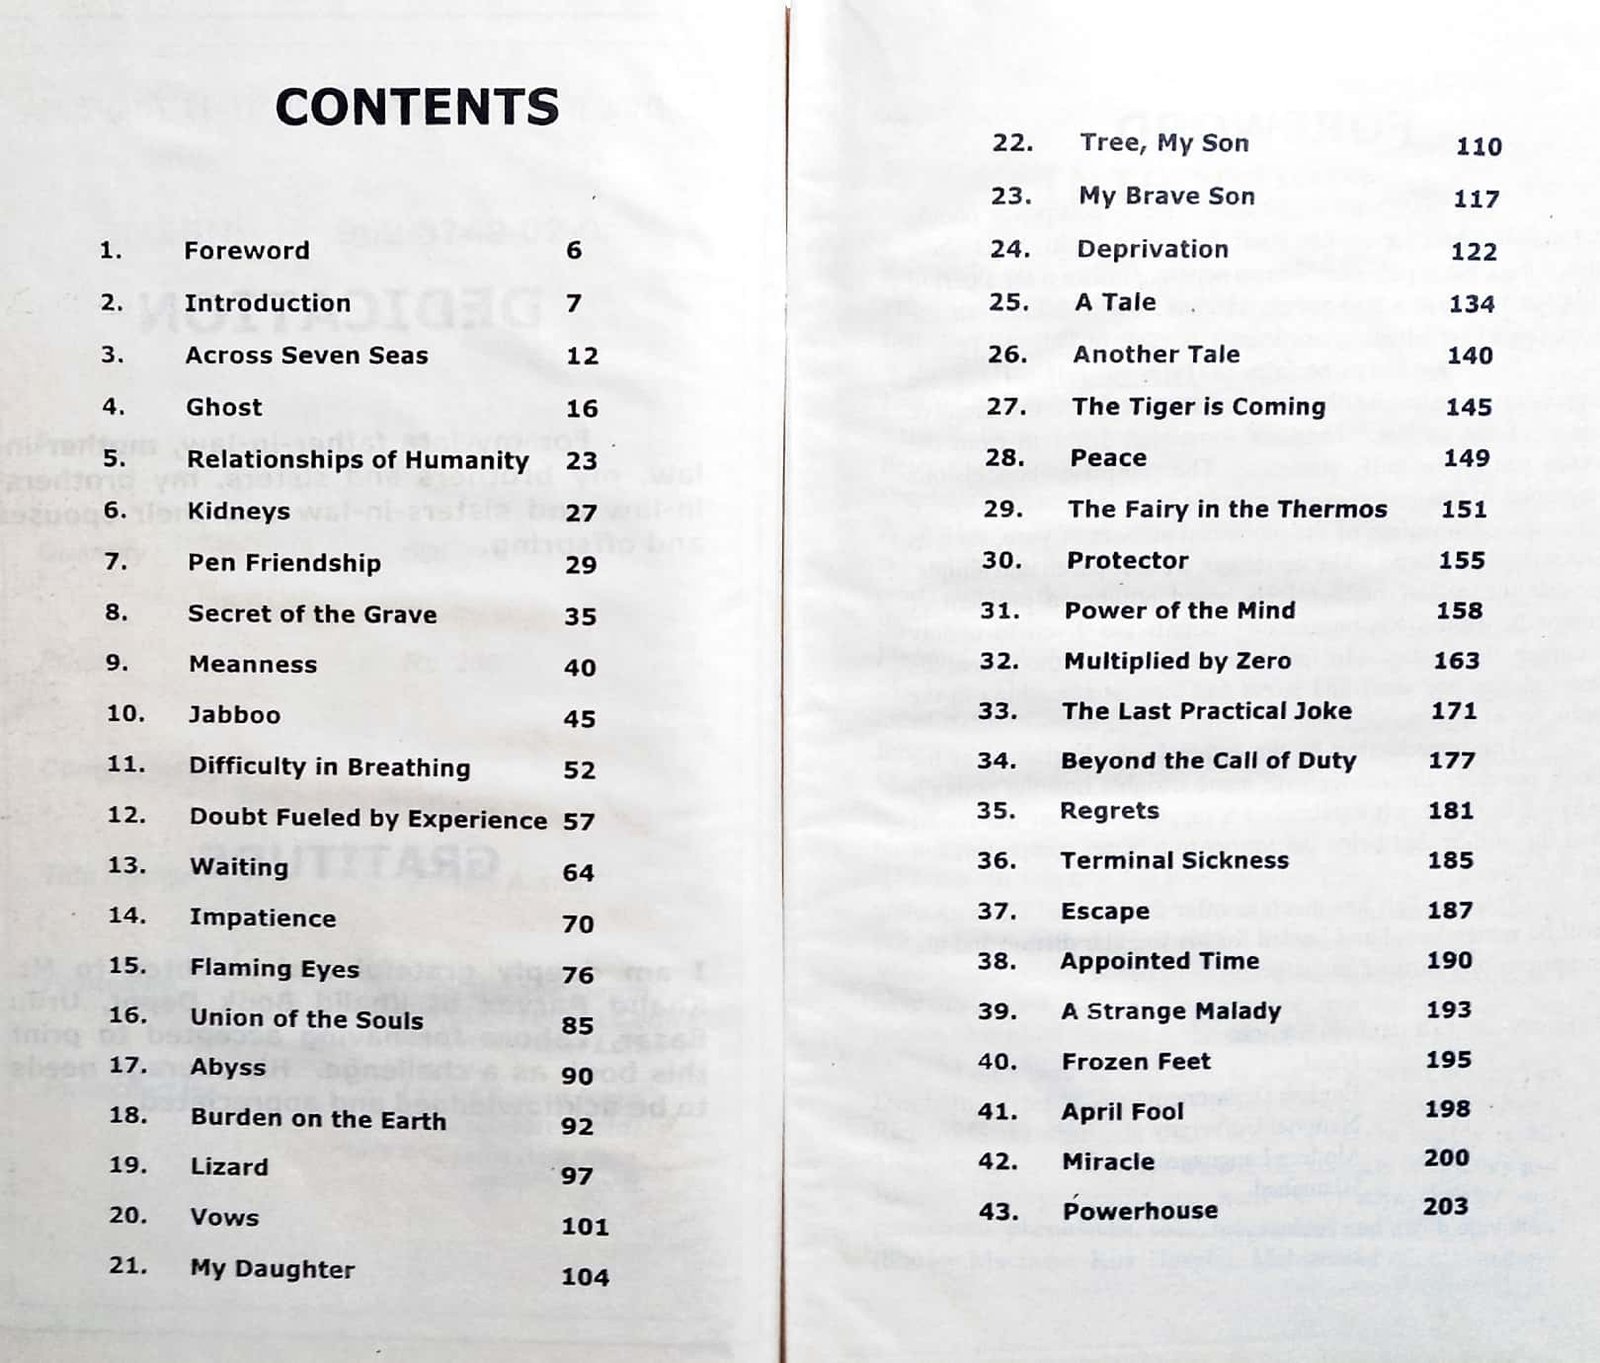 CONTENTS
1. Foreword 6
2. Introduction 7
3. Across Seven Seas 12
4. Ghost 16
5. Relationships of Humanity 23
6. Kidneys 27
7. Pen Friendship 29
8. Secret of the Grave 35
9. Meanness 40
10. Jabboo 45
11. Difficulty in Breathing 52
12. Doubt Fueled by Experience 57
13. Waiting 64
14. Impatience 70
15. Flaming Eyes 76
16. Union of the Souls 85
17. Abyss 90
18. Burden on the Earth 92
19. Lizard 97
20. Vows 101
21. My Daughter 104
22. Tree, My Son 110
23. My Brave Son 117
24. Deprivation 122
25. A Tale 134
26. Another Tale 140
27. The Tiger is Coming 145
28. Peace 149
29. The Fairy in the Thermos 151
30. Protector 155
31. Power of the Mind 158
32. Multiplied by Zero 163
33. The Last Practical Joke 171
34. Beyond the Call of Duty 177
35. Regrets 181
36. Terminal Sickness 185
37. Escape 187
38. Appointed Time 190
39. A Strange Malady 193
40. Frozen Feet 195
41. April Fool 198
42. Miracle 200
43. Powerhouse 203